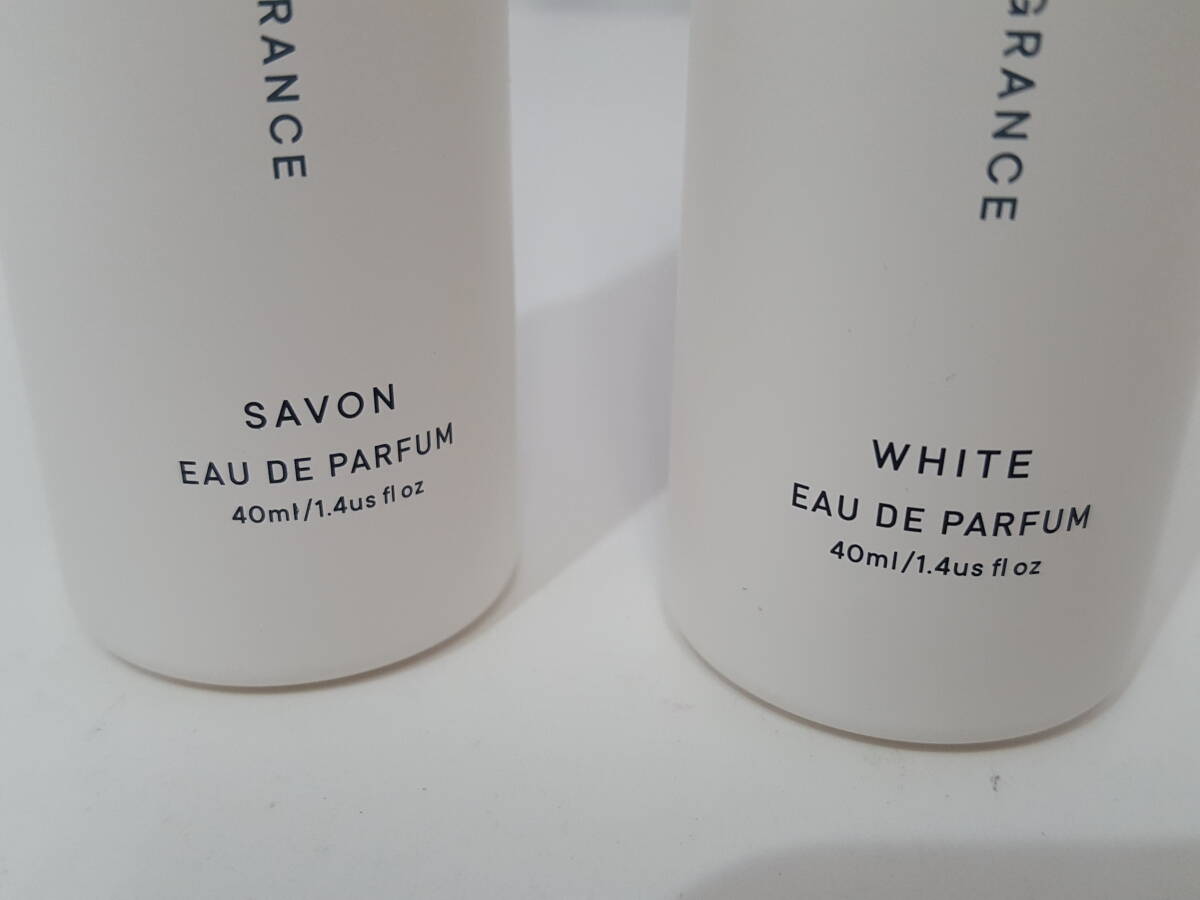 RANCE
SAVON
EAU DE PARFUM
40ml/1.4us fl oz
GRANCE
WHITE
EAU DE PARFUM
40ml/1.4us fl oz